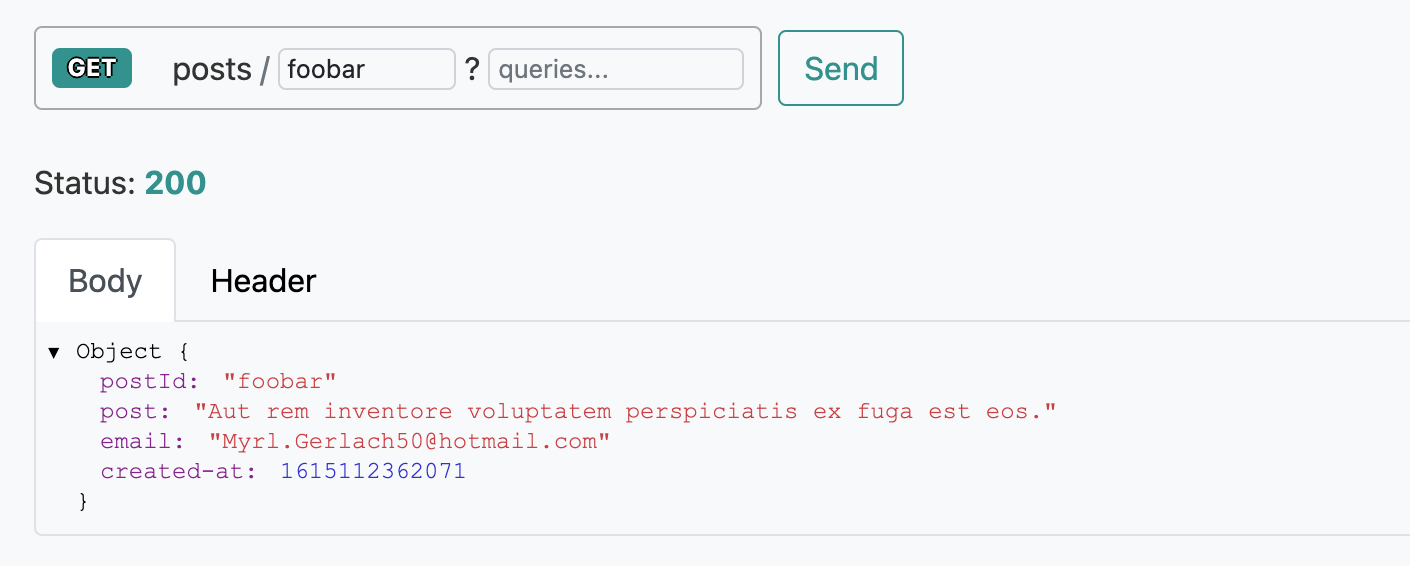 GET posts / foobar ? queries... Send
Status: 200
Body Header
▼ Object {
postId: "foobar"
post: "Aut rem inventore voluptatem perspiciatis ex fuga est eos."
email: "Myrl.Gerlach50@hotmail.com"
created-at: 1615112362071
}